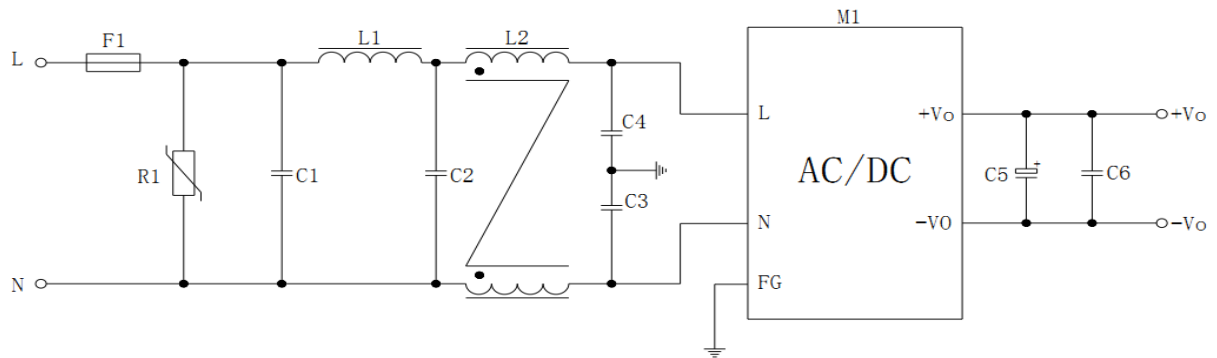 M1
F1
L1
L2
L
L
C4
+Vo
+Vo
R1
C1
C2
AC/DC
C5
+
C6
C3
N
-VO
-Vo
N
FG